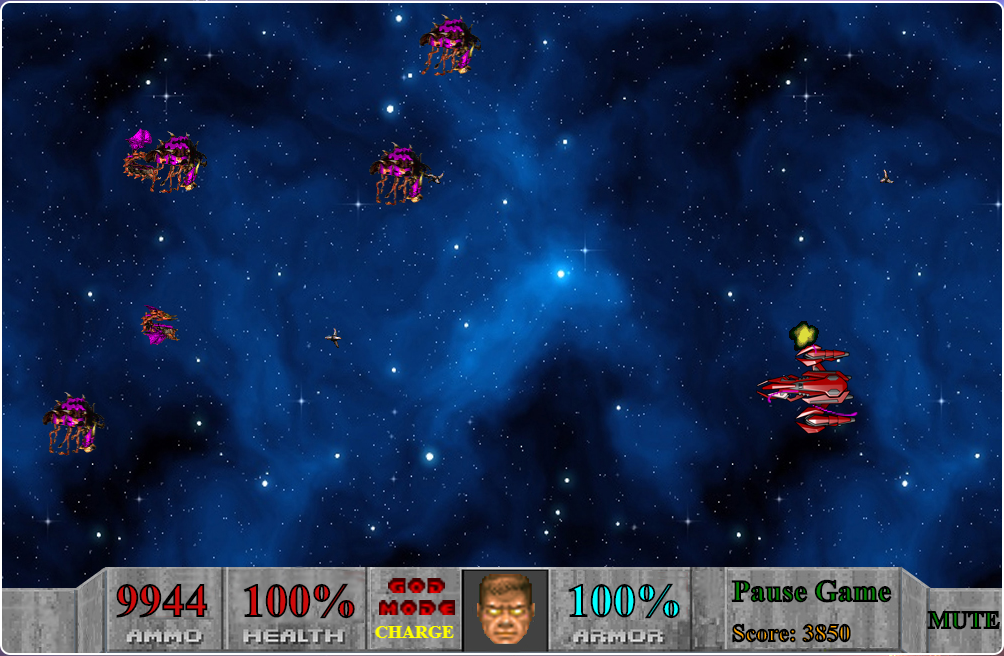 9944
AMMO
100%
HEALTH
GOD
MODE
CHARGE
100%
ARMOR
Pause Game
Score: 3850
MUTE